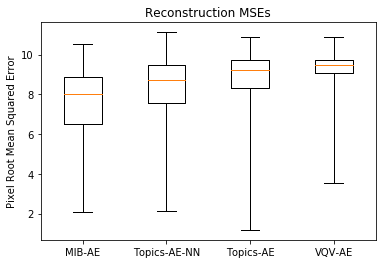 Reconstruction MSEs
Pixel Root Mean Squared Error
10
8
6
4
2
MIB-AE Topics-AE-NN Topics-AE VQV-AE